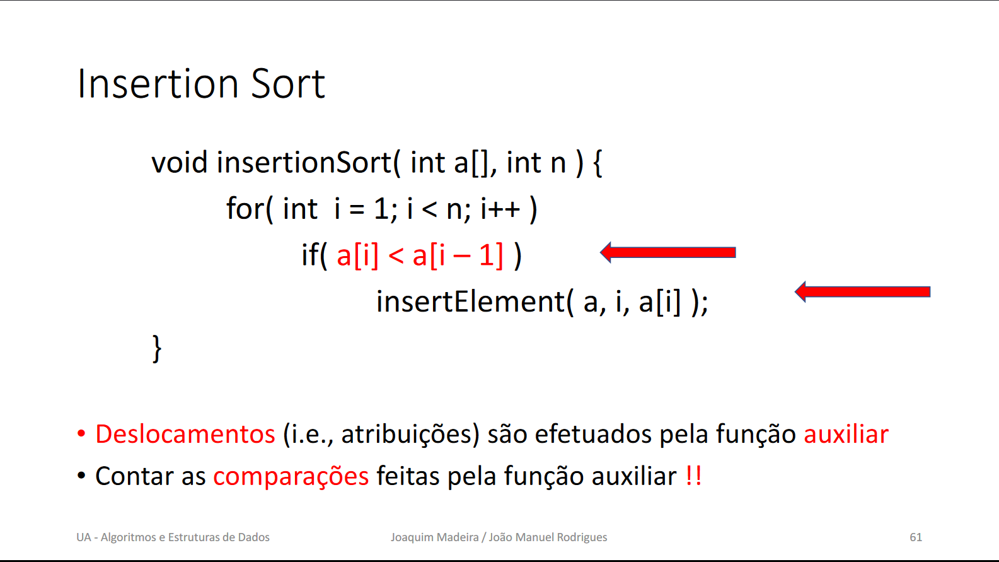 Insertion Sort
void insertionSort( int a[], int n ) {
for( int  i = 1; i < n; i++ )
if( a[i] < a[i – 1] )
insertElement( a, i, a[i] );
}
• Deslocamentos (i.e., atribuições) são efetuados pela função auxiliar
• Contar as comparações feitas pela função auxiliar !!
UA - Algoritmos e Estruturas de Dados
Joaquim Madeira / João Manuel Rodrigues
61